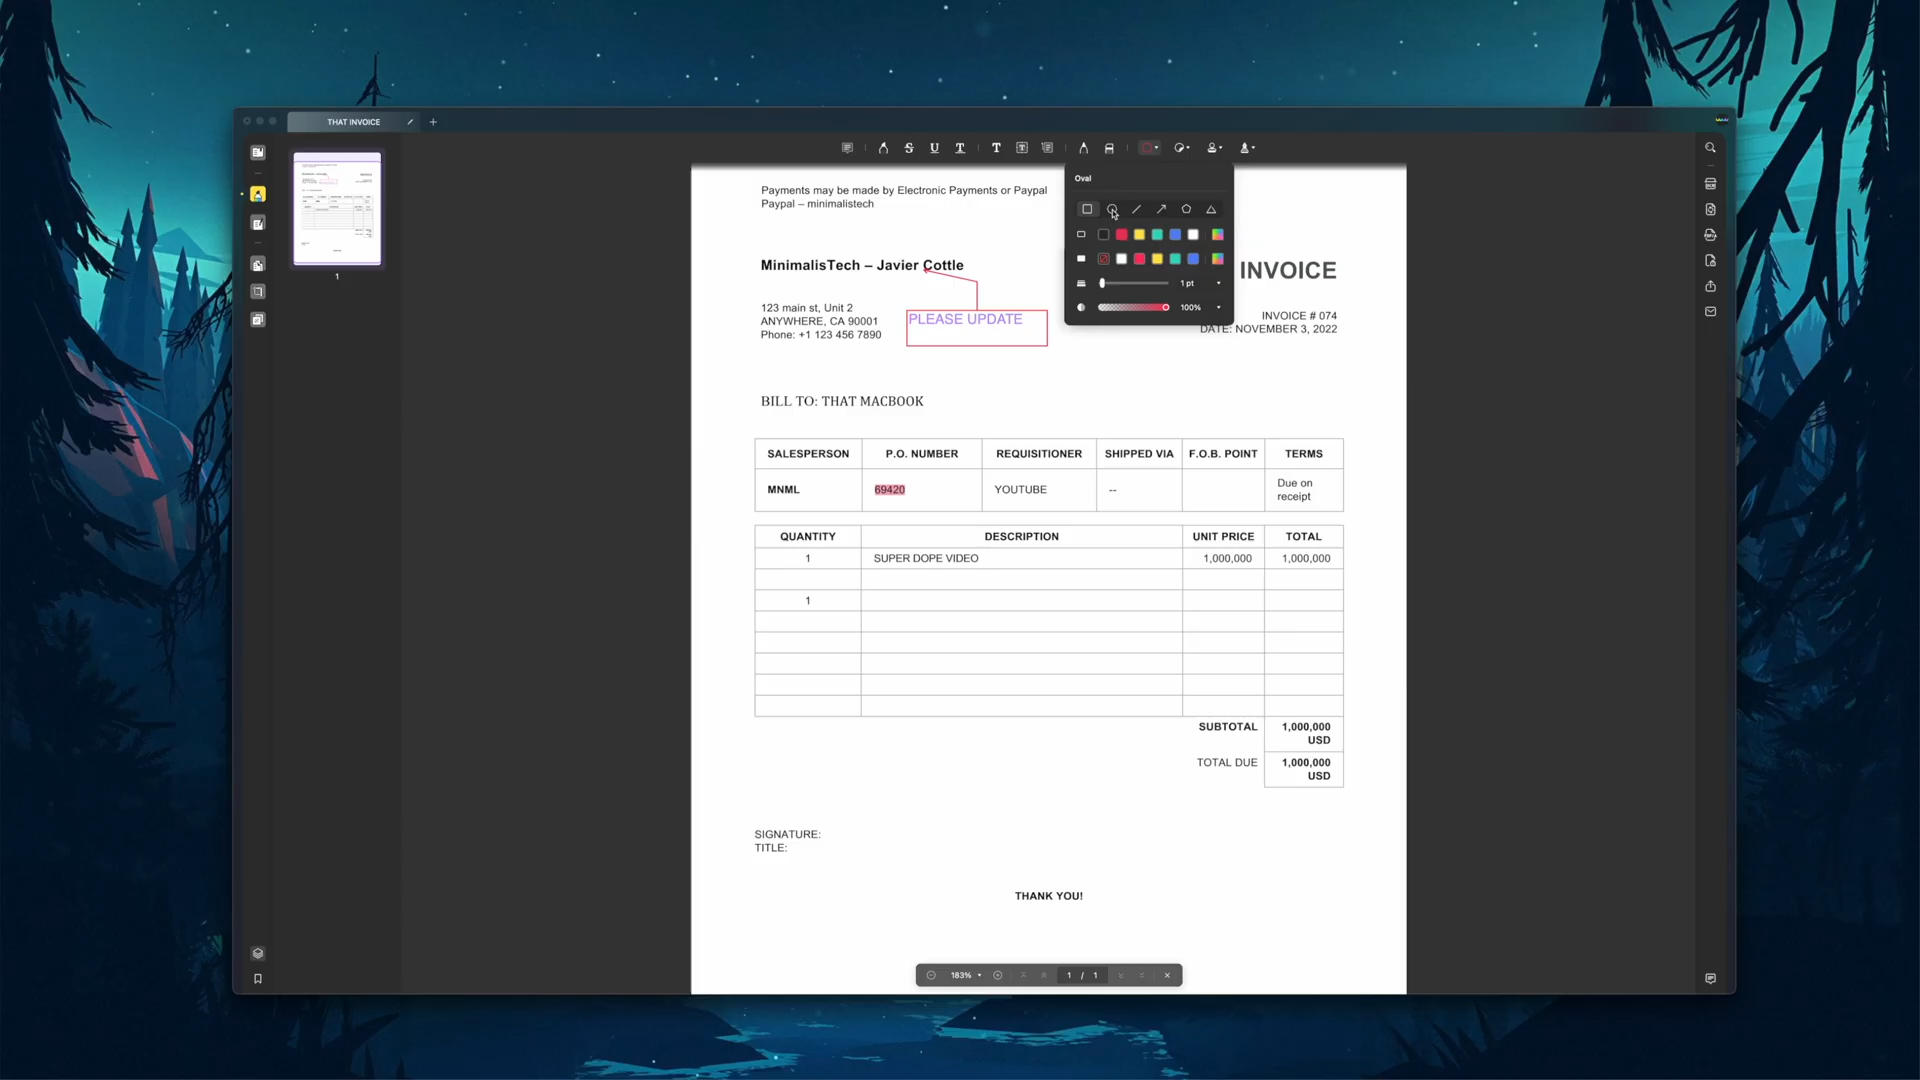 THAT INVOICE
Oval
1 pt
100%
Payments may be made by Electronic Payments or Paypal
Paypal – minimalistech
MinimalisTech – Javier Cottle
INVOICE
123 main st, Unit 2
ANYWHERE, CA 90001
Phone: +1 123 456 7890
PLEASE UPDATE
INVOICE # 074
DATE: NOVEMBER 3, 2022
BILL TO: THAT MACBOOK
SALESPERSON P.O. NUMBER REQUISITIONER SHIPPED VIA F.O.B. POINT TERMS
MNML 69420 YOUTUBE -- Due on
receipt
QUANTITY DESCRIPTION UNIT PRICE TOTAL
1 SUPER DOPE VIDEO 1,000,000 1,000,000
1
SUBTOTAL 1,000,000
USD
TOTAL DUE 1,000,000
USD
SIGNATURE:
TITLE:
THANK YOU!
1
183% 1 / 1